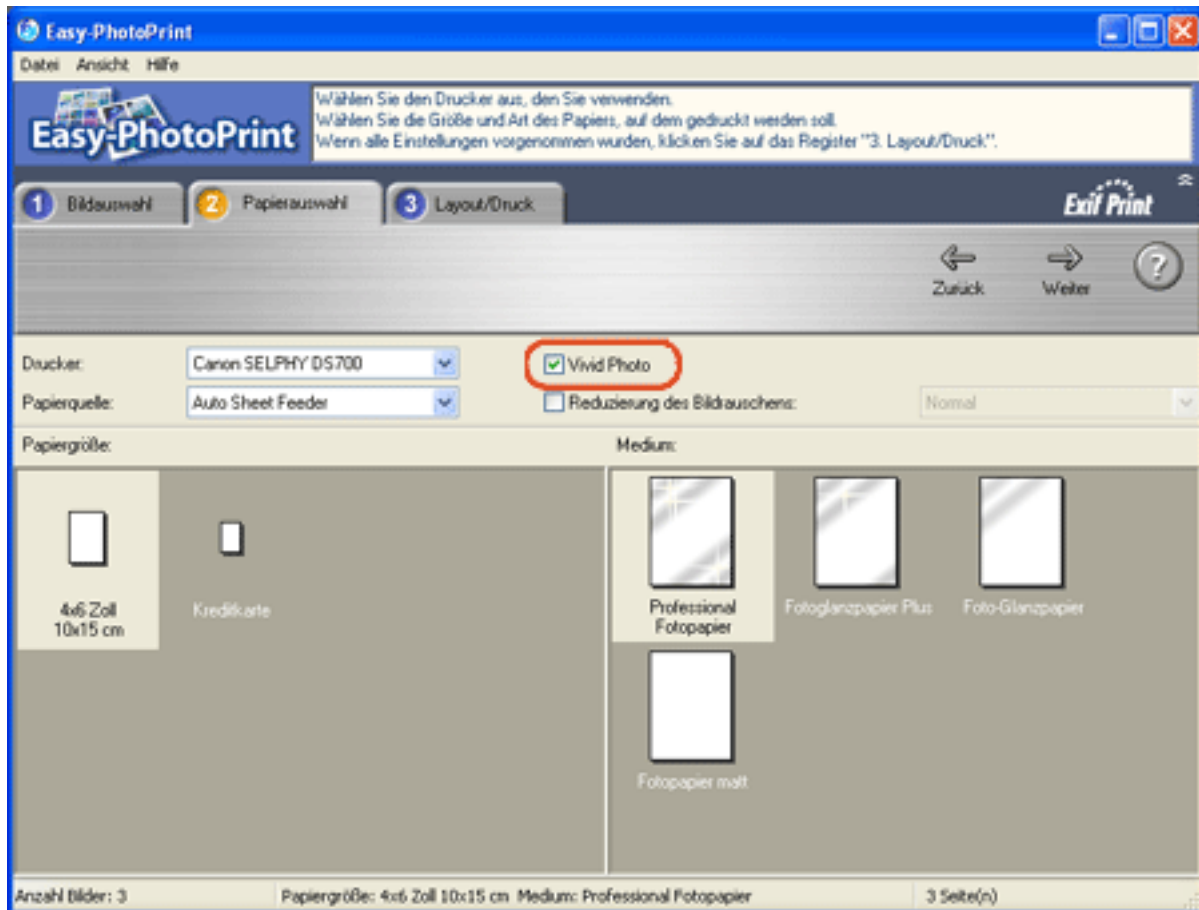 Easy-PhotoPrint
Datei Ansicht Hilfe
Easy-PhotoPrint
Wählen Sie den Drucker aus, den Sie verwenden.
Wählen Sie die Größe und Art des Papiers, auf dem gedruckt werden soll.
Wenn alle Einstellungen vorgenommen wurden, klicken Sie auf das Register "3. Layout/Druck".
1 Bildauswahl 2 Papierauswahl 3 Layout/Druck
Exif Print
Zurück Weiter ?
Drucker: Canon SELPHY DS700 Vivid Photo
Papierquelle: Auto Sheet Feeder Reduzierung des Bildrauschens: Normal
Papiergröße: Medium:
4x6 Zoll
10x15 cm
Kreditkarte
Professional
Fotopapier
Fotoglanzpapier Plus
Foto-Glanzpapier
Fotopapier matt
Anzahl Bilder: 3 Papiergröße: 4x6 Zoll 10x15 cm Medium: Professional Fotopapier 3 Seite(n)